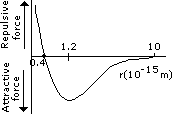 Repulsive
force
0.4
1.2
10
r(10⁻¹⁵m)
Attractive
force